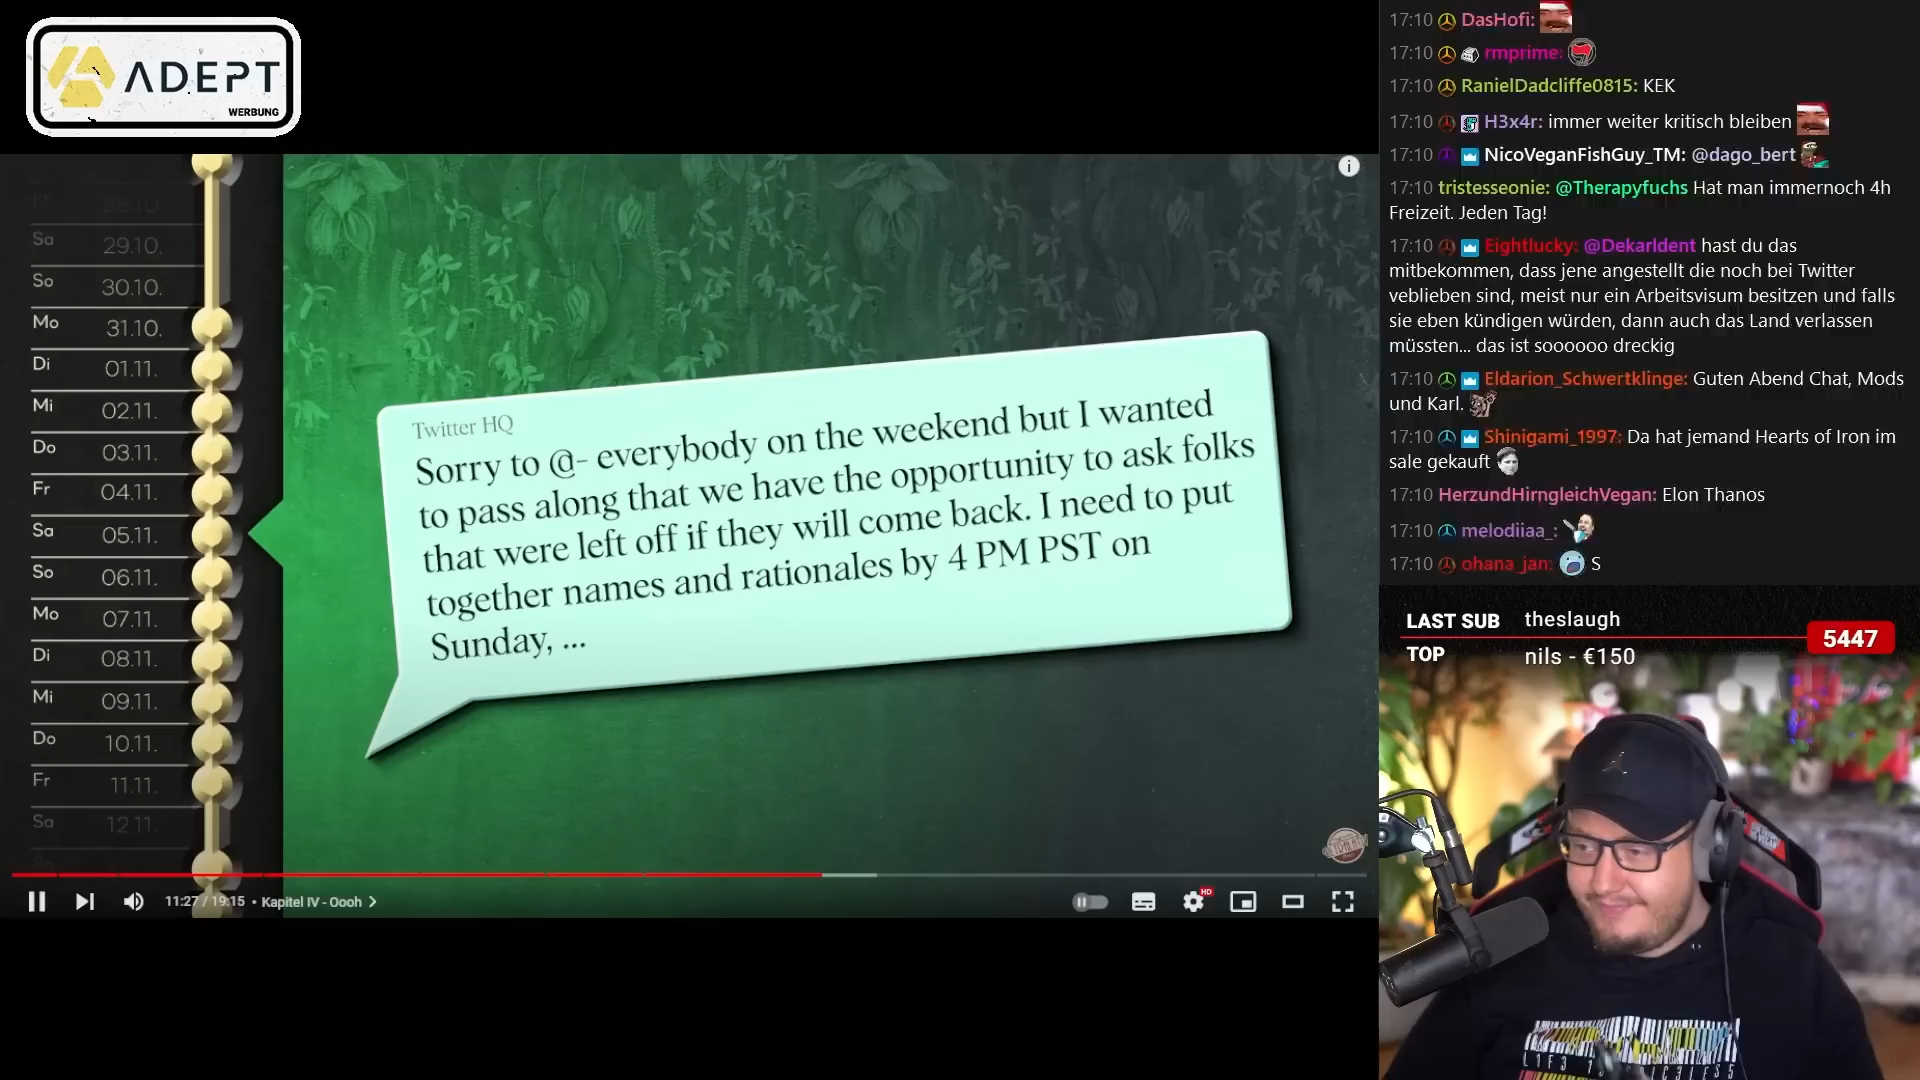 ADEPT
WERBUNG
Fr 28.10
Sa 29.10.
So 30.10.
Mo 31.10.
Di 01.11.
Mi 02.11.
Do 03.11.
Fr 04.11.
Sa 05.11.
So 06.11.
Mo 07.11.
Di 08.11.
Mi 09.11.
Do 10.11.
Fr 11.11.
Sa 12.11.
Twitter HQ
Sorry to @- everybody on the weekend but I wanted
to pass along that we have the opportunity to ask folks
that were left off if they will come back. I need to put
together names and rationales by 4 PM PST on
Sunday, ...
11:27 / 19:15 • Kapitel IV - Oooh
HD
17:10 DasHofi:
17:10 rmprime:
17:10 RanielDadcliffe0815: KEK
17:10 H3x4r: immer weiter kritisch bleiben
17:10 NicoVeganFishGuy_TM: @dago_bert
17:10 tristesseonie: @Therapyfuchs Hat man immernoch 4h
Freizeit. Jeden Tag!
17:10 Eightlucky: @Dekarldent hast du das
mitbekommen, dass jene angestellt die noch bei Twitter
veblieben sind, meist nur ein Arbeitsvisum besitzen und falls
sie eben kündigen würden, dann auch das Land verlassen
müssten... das ist soooooo dreckig
17:10 Eldarion_Schwertklinge: Guten Abend Chat, Mods
und Karl.
17:10 Shinigami_1997: Da hat jemand Hearts of Iron im
sale gekauft
17:10 HerzundHirngleichVegan: Elon Thanos
17:10 melodiiaa_:
17:10 ohana_jan: S
LAST SUB theslaugh
TOP nils - €150
5447